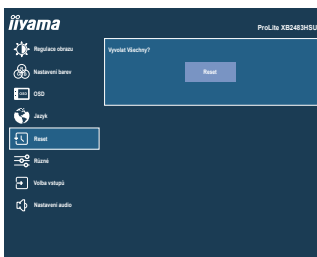 iiyama
ProLite XB2483HSU
Regulace obrazu
Nastavení barev
OSD
OSD
Jazyk
Reset
Různé
Volba vstupů
Nastavení audio
Vyvolat Všechny?
Reset